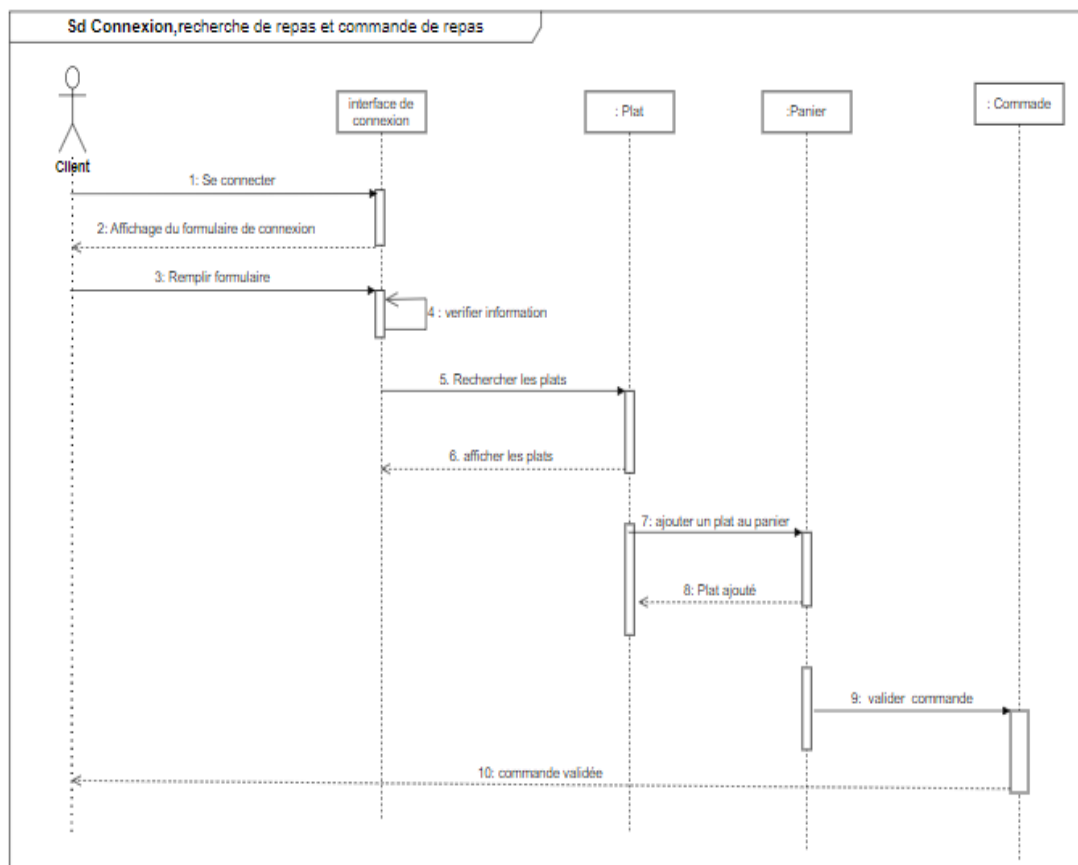 Sd Connexion,recherche de repas et commande de repas
interface de
connexion
: Plat
:Panier
: Commade
Client
1: Se connecter
2: Affichage du formulaire de connexion
3: Remplir formulaire
4 : verifier information
5. Rechercher les plats
6. afficher les plats
7: ajouter un plat au panier
8: Plat ajouté
9: valider commande
10: commande validée